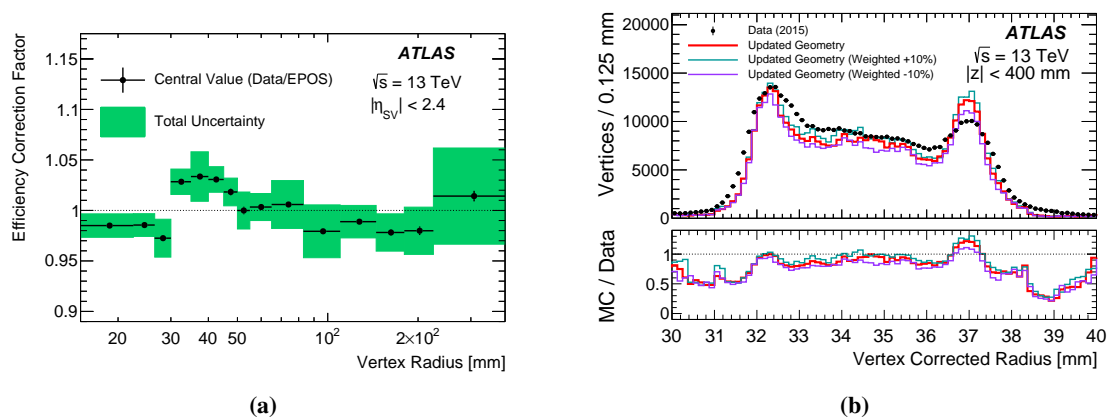 Efficiency Correction Factor
1.15
1.1
1.05
1
0.95
0.9
ATLAS
√s = 13 TeV
|η_SV| < 2.4
Central Value (Data/EPOS)
Total Uncertainty
20 30 40 50 10² 2×10²
Vertex Radius [mm]
(a)
Vertices / 0.125 mm
20000
15000
10000
5000
0
Data (2015)
Updated Geometry
Updated Geometry (Weighted +10%)
Updated Geometry (Weighted -10%)
ATLAS
√s = 13 TeV
|z| < 400 mm
MC / Data
1
0.5
0
30 31 32 33 34 35 36 37 38 39 40
Vertex Corrected Radius [mm]
(b)